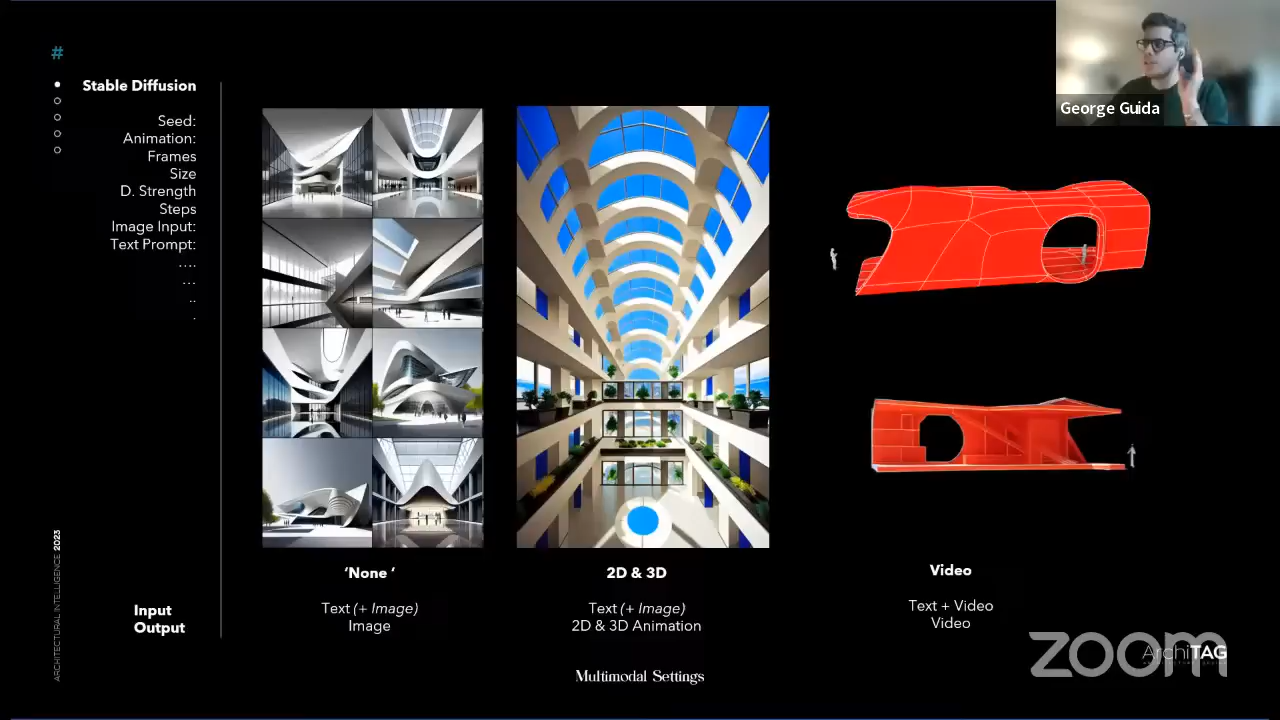 #
Stable Diffusion
Seed:
Animation:
Frames
Size
D. Strength
Steps
Image Input:
Text Prompt:
....
...
..
.
George Guida
‘None ‘
Text (+ Image)
Image
2D & 3D
Text (+ Image)
2D & 3D Animation
Video
Text + Video
Video
Input
Output
Multimodal Settings
ARCHITECTURAL INTELLIGENCE 2023
ArchiTAG
zoom